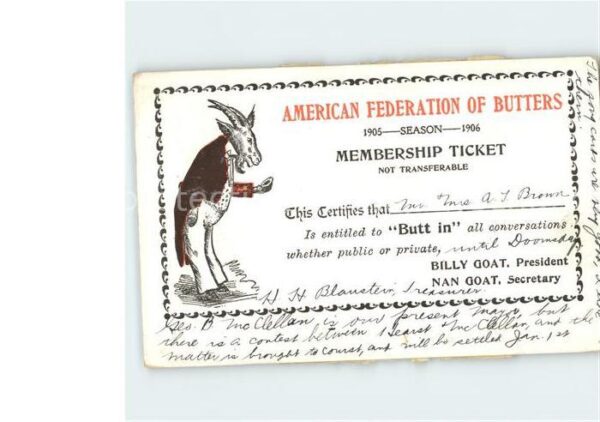 AMERICAN FEDERATION OF BUTTERS
1905—SEASON—1906
MEMBERSHIP TICKET
NOT TRANSFERABLE
This Certifies that Mr Mrs A. T. Brown
Is entitled to "Butt in" all conversations
whether public or private, until Doomsday
BILLY GOAT, President
NAN GOAT, Secretary
H H Blaustein, Treasurer
Geo. B McClellan is our present mayor, but
there is a contest between Hearst & McClellan, and the
matter is brought to Court, and will be settled Jan. 1st